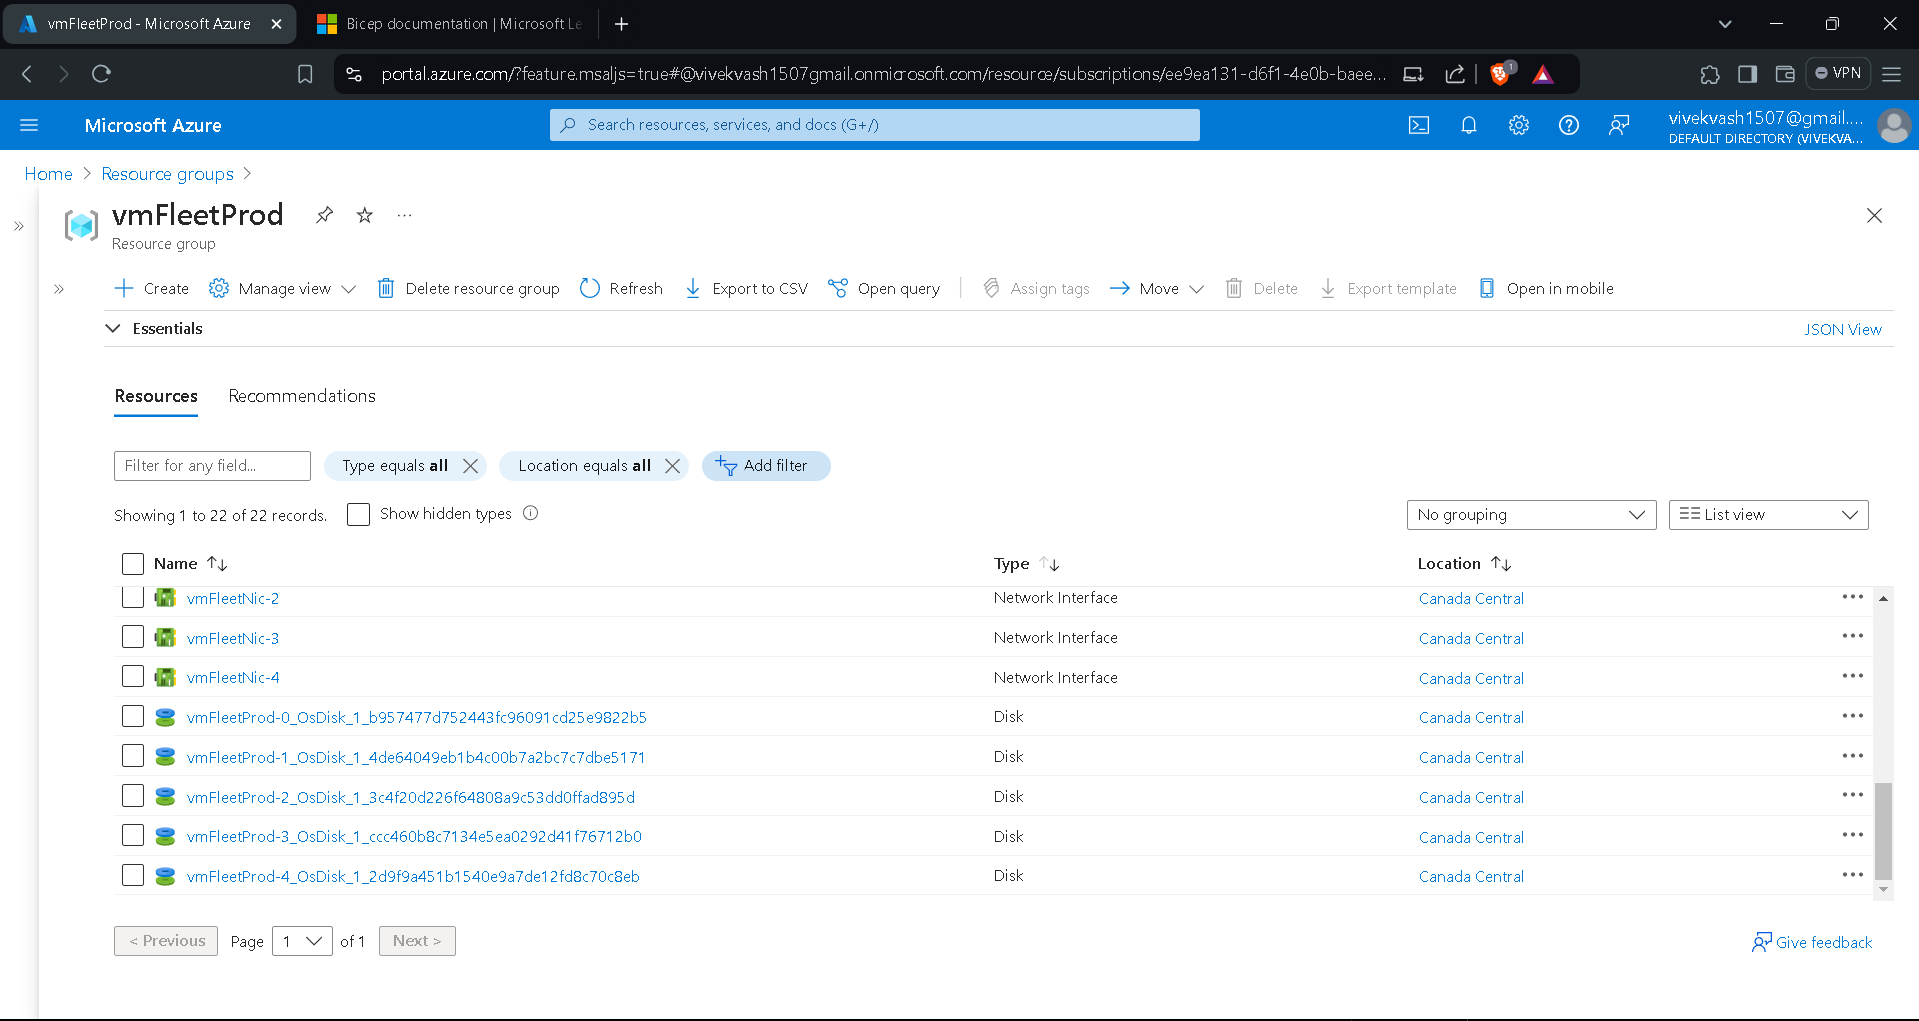 vmFleetProd - Microsoft Azure
Bicep documentation | Microsoft Le
portal.azure.com/?feature.msaljs=true#@vivekvash1507gmail.onmicrosoft.com/resource/subscriptions/ee9ea131-d6f1-4e0b-baee...
1
VPN
Microsoft Azure
Search resources, services, and docs (G+/)
vivekvash1507@gmail....
DEFAULT DIRECTORY (VIVEKVA...
Home > Resource groups >
vmFleetProd
Resource group
Create
Manage view
Delete resource group
Refresh
Export to CSV
Open query
Assign tags
Move
Delete
Export template
Open in mobile
Essentials
JSON View
Resources
Recommendations
Filter for any field...
Type equals all
Location equals all
Add filter
Showing 1 to 22 of 22 records.
Show hidden types
No grouping
List view
Name
Type
Location
vmFleetNic-2 Network Interface Canada Central
vmFleetNic-3 Network Interface Canada Central
vmFleetNic-4 Network Interface Canada Central
vmFleetProd-0_OsDisk_1_b957477d752443fc96091cd25e9822b5 Disk Canada Central
vmFleetProd-1_OsDisk_1_4de64049eb1b4c00b7a2bc7c7dbe5171 Disk Canada Central
vmFleetProd-2_OsDisk_1_3c4f20d226f64808a9c53dd0ffad895d Disk Canada Central
vmFleetProd-3_OsDisk_1_ccc460b8c7134e5ea0292d41f76712b0 Disk Canada Central
vmFleetProd-4_OsDisk_1_2d9f9a451b1540e9a7de12fd8c70c8eb Disk Canada Central
< Previous
Page 1 of 1
Next >
Give feedback